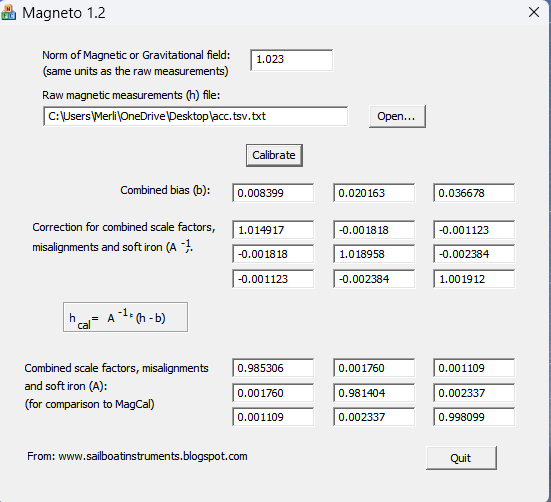 Magneto 1.2
Norm of Magnetic or Gravitational field: 1.023
(same units as the raw measurements)
Raw magnetic measurements (h) file:
C:\Users\Merli\OneDrive\Desktop\acc.tsv.txt Open...
Calibrate
Combined bias (b): 0.008399 0.020163 0.036678
Correction for combined scale factors, 1.014917 -0.001818 -0.001123
misalignments and soft iron (A -1): -0.001818 1.018958 -0.002384
-0.001123 -0.002384 1.001912
h cal = A -1 * (h - b)
Combined scale factors, misalignments 0.985306 0.001760 0.001109
and soft iron (A): 0.001760 0.981404 0.002337
(for comparison to MagCal) 0.001109 0.002337 0.998099
From: www.sailboatinstruments.blogspot.com Quit